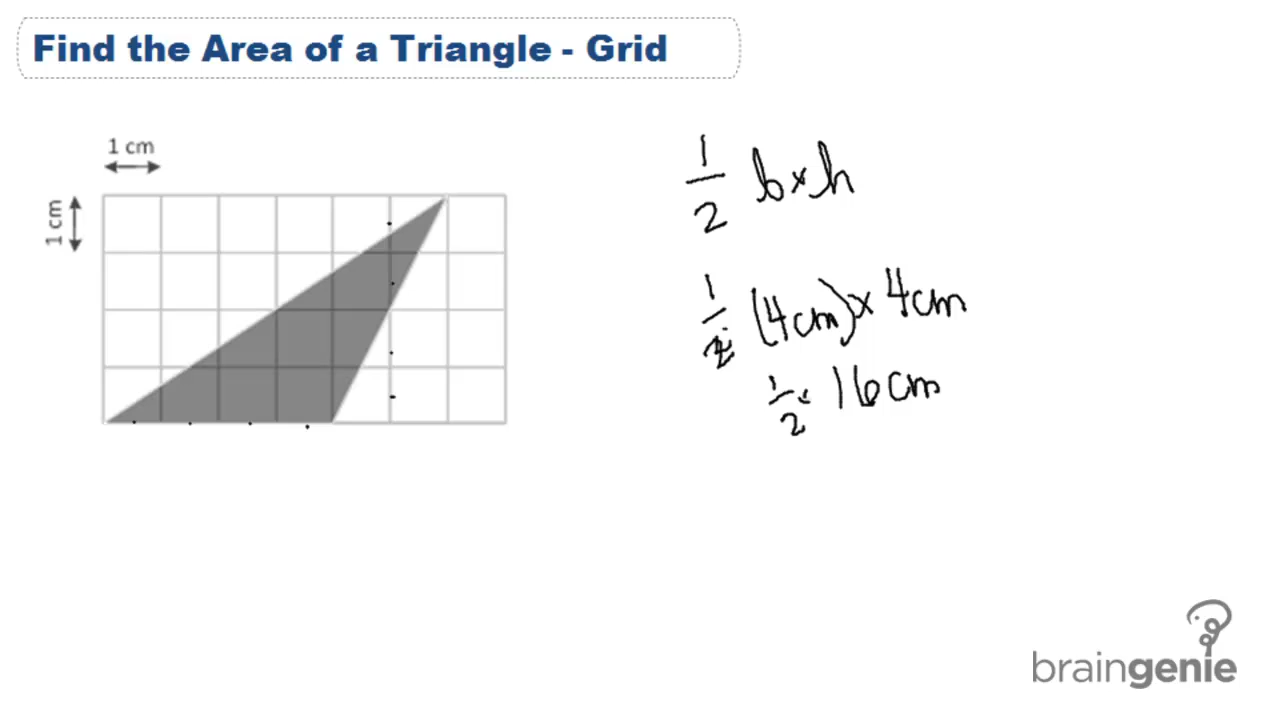 Find the Area of a Triangle - Grid
1 cm
1 cm
1/2 b × h
1/2 (4cm) × 4cm
1/2 · 16cm
braingenie